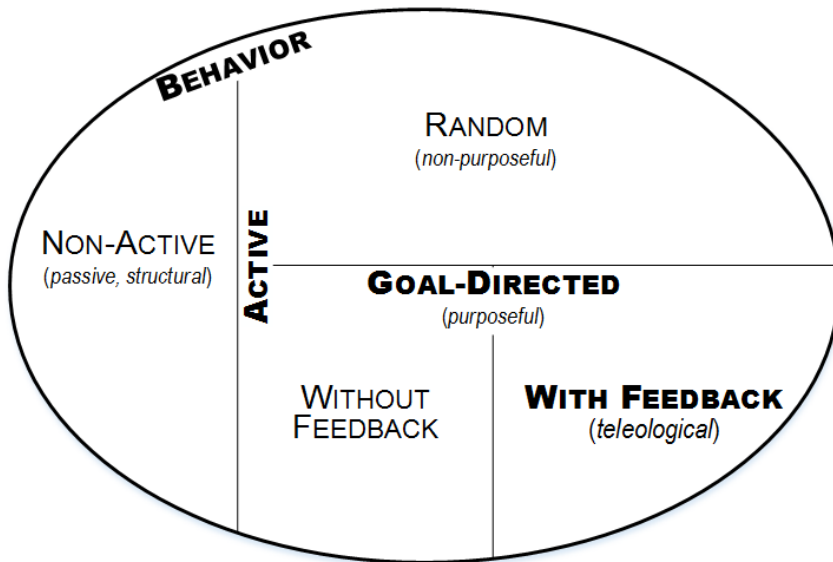 BEHAVIOR
RANDOM
(non-purposeful)
NON-ACTIVE
(passive, structural)
ACTIVE
GOAL-DIRECTED
(purposeful)
WITHOUT
FEEDBACK
WITH FEEDBACK
(teleological)